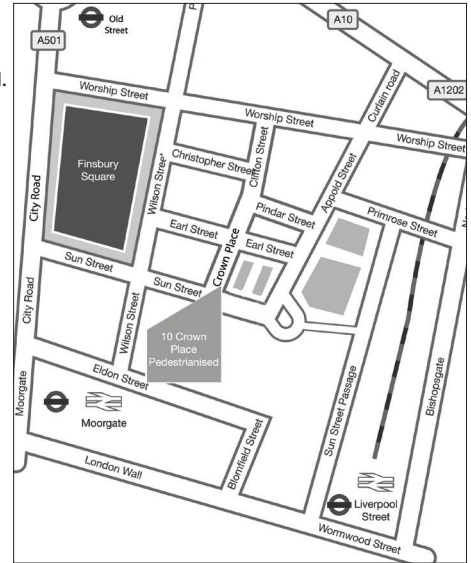 l.
Old
Street
A10
A501
A1202
Curlain road
Worship Street
Worship Street
Worship Street
Finsbury
Square
Christopher Street
Clifton Street
Wilson Street
Appold Street
City Road
Pindar Street
Primrose Street
Earl Street
Earl Street
Crown Place
Sun Street
Sun Street
City Road
Wilson Street
10 Crown
Place
Pedestrianised
Eldon Street
Moorgate
Moorgate
Sun Street Passage
Bishopsgate
Blomfield Street
London Wall
Liverpool
Street
Wormwood Street